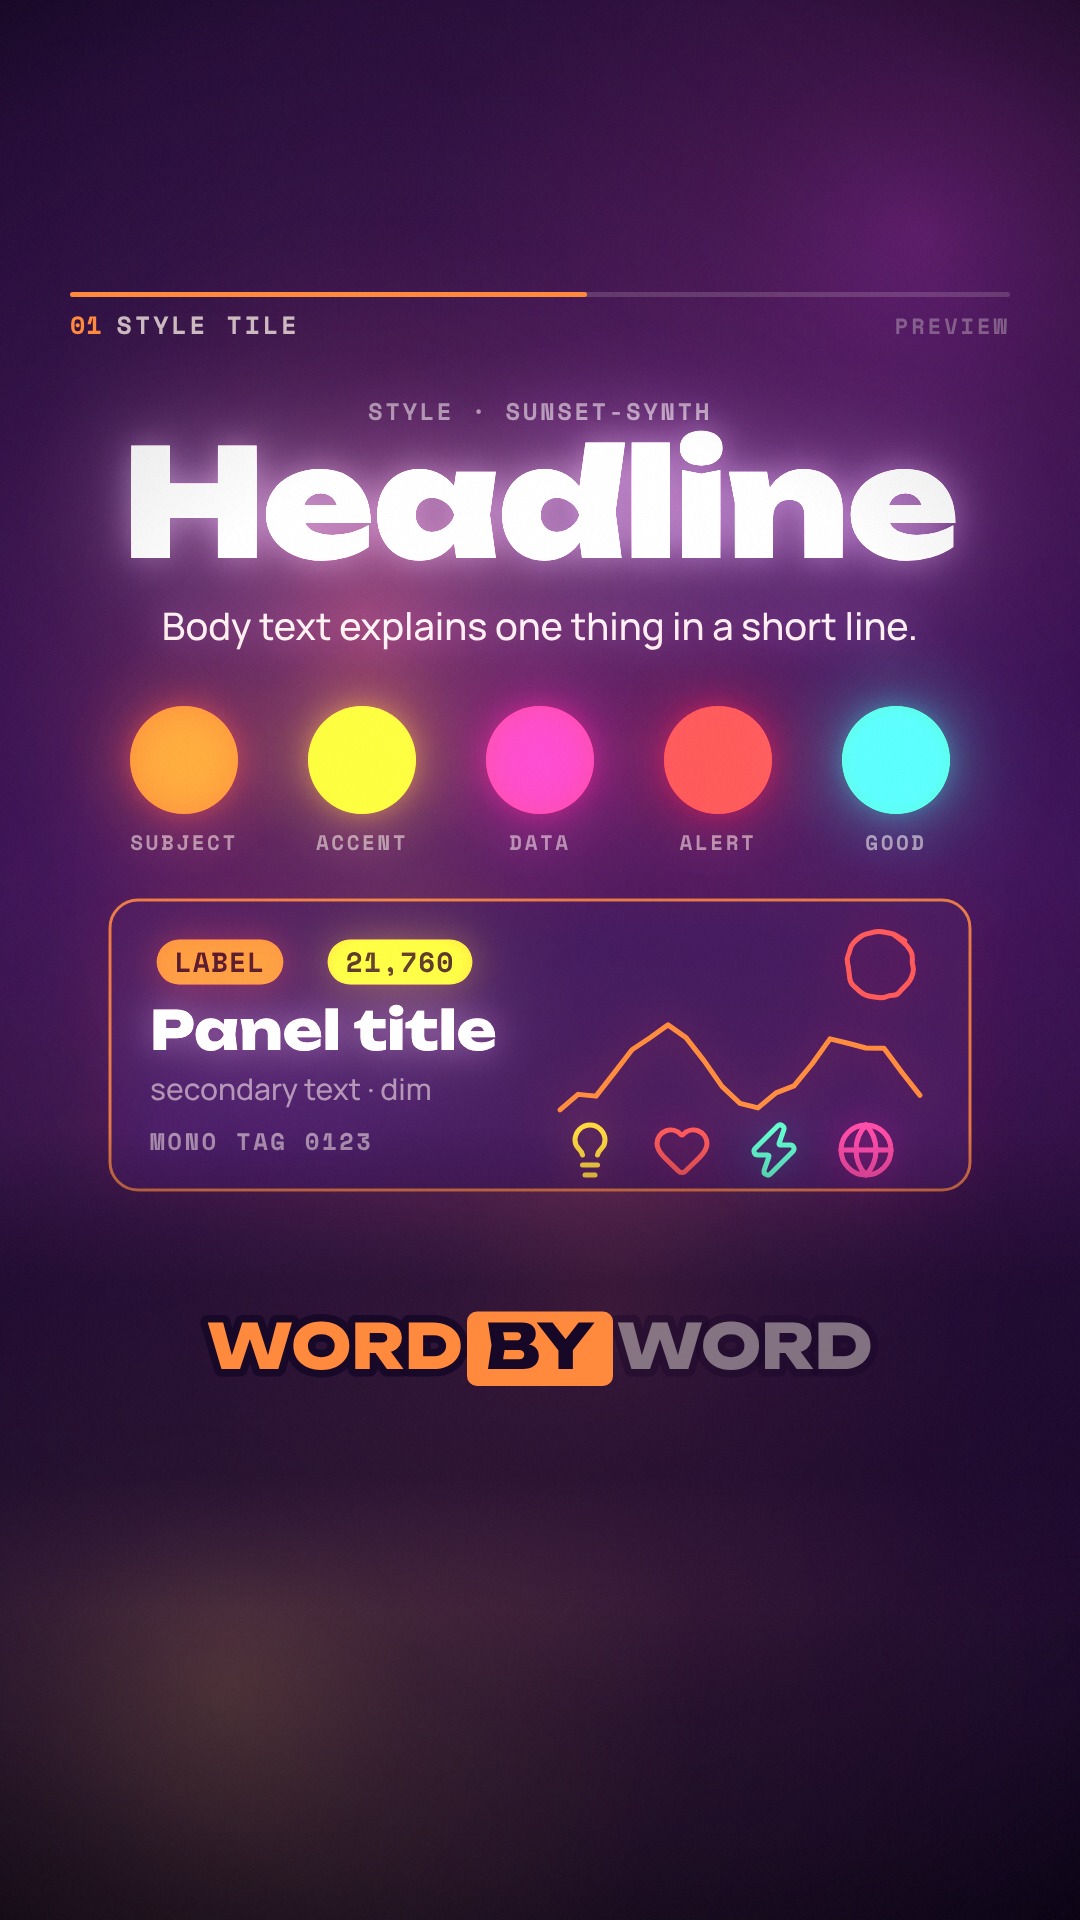 01 STYLE TILE
PREVIEW
STYLE · SUNSET-SYNTH
Headline
Body text explains one thing in a short line.
SUBJECT ACCENT DATA ALERT GOOD
LABEL 21,760
Panel title
secondary text · dim
MONO TAG 0123
WORD BY WORD